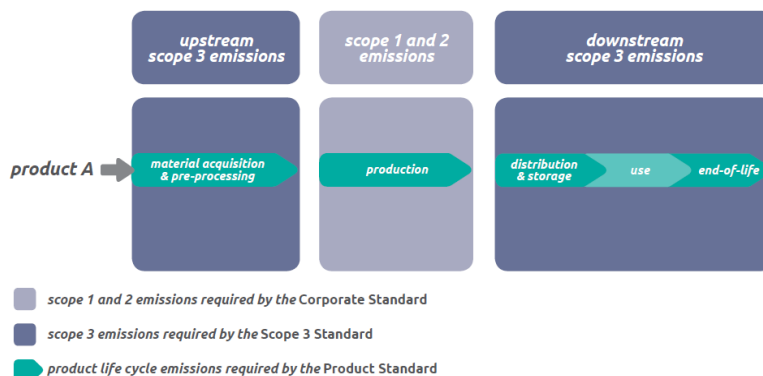 upstream
scope 3 emissions
scope 1 and 2
emissions
downstream
scope 3 emissions
product A
material acquisition
& pre-processing
production
distribution
& storage
use
end-of-life
scope 1 and 2 emissions required by the Corporate Standard
scope 3 emissions required by the Scope 3 Standard
product life cycle emissions required by the Product Standard